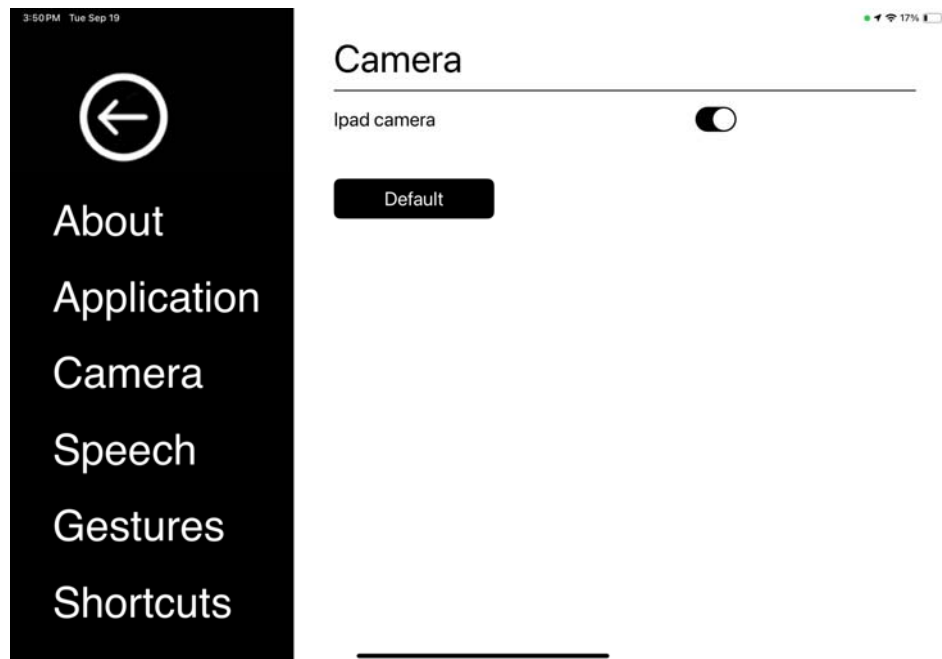 3:50 PM Tue Sep 19
17%
About
Application
Camera
Speech
Gestures
Shortcuts
Camera
Ipad camera
Default